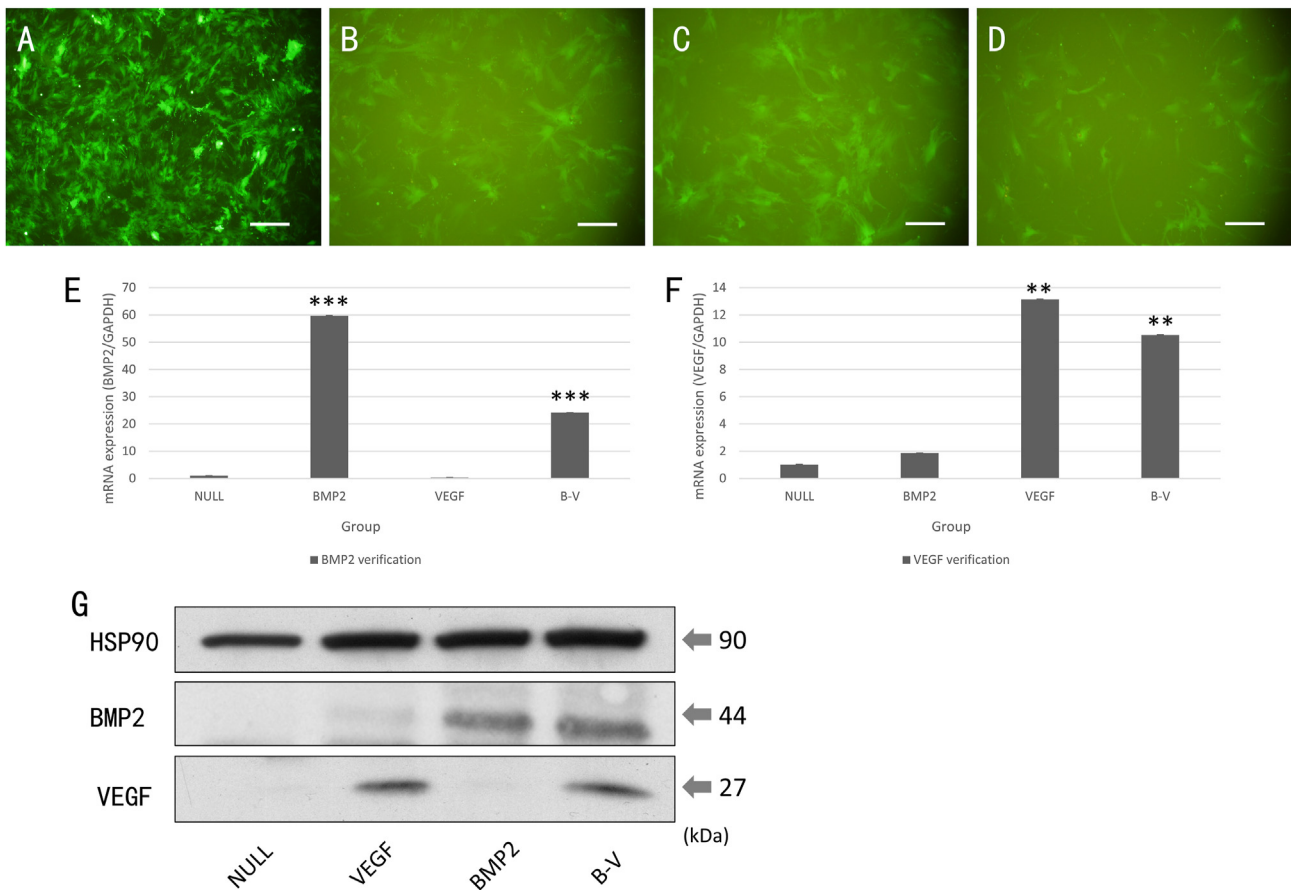 A
B
C
D
E
mRNA expression (BMP2/GAPDH)
70
60
50
40
30
20
10
0
***
***
NULL BMP2 VEGF B-V
Group
BMP2 verification
F
mRNA expression (VEGF/GAPDH)
14
12
10
8
6
4
2
0
**
**
NULL BMP2 VEGF B-V
Group
VEGF verification
G
HSP90 90
BMP2 44
VEGF 27
(kDa)
NULL VEGF BMP2 B-V